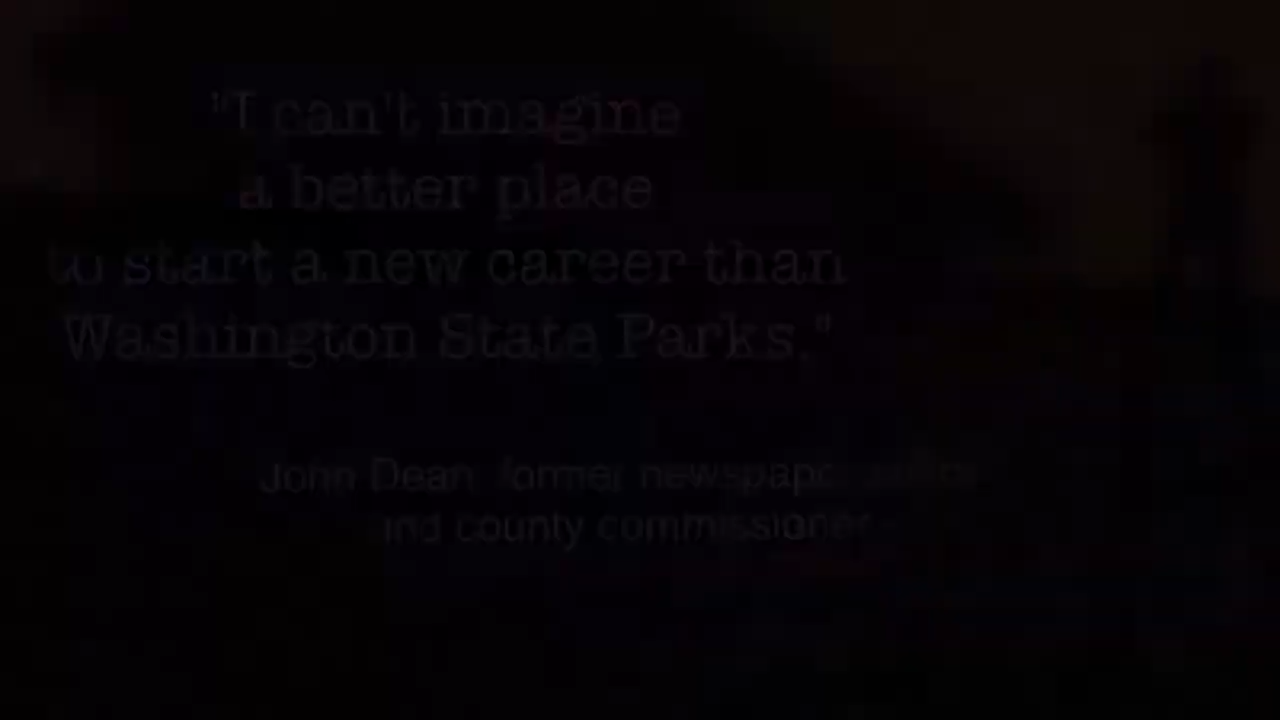 "I can't imagine
a better place
to start a new career than
Washington State Parks."
John Dean, former newspaper
and county commissioner